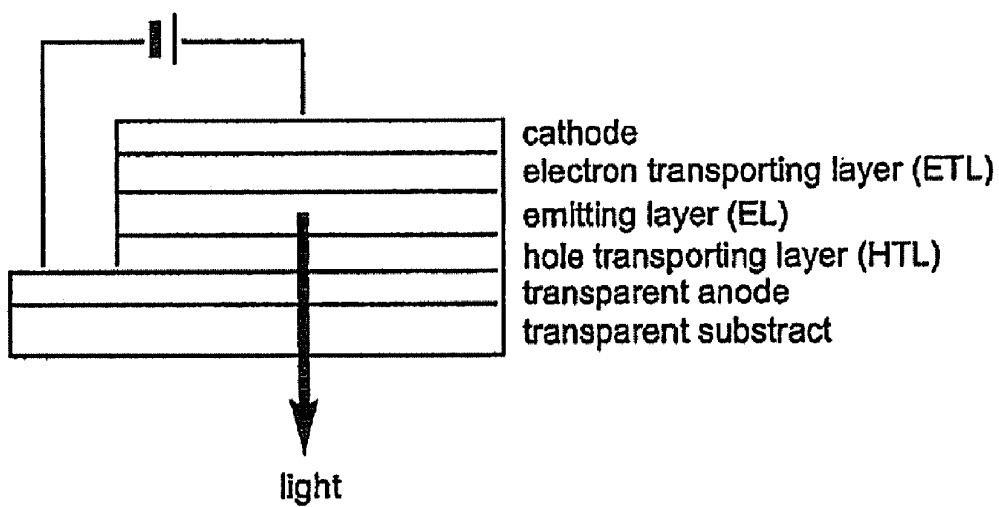 cathode
electron transporting layer (ETL)
emitting layer (EL)
hole transporting layer (HTL)
transparent anode
transparent substract
light